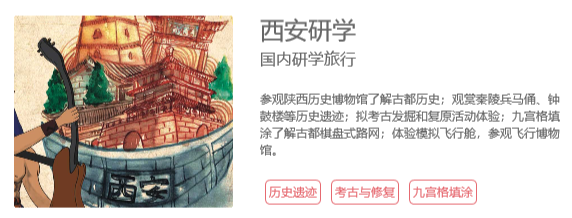 西安研学
国内研学旅行
参观陕西历史博物馆了解古都历史；观赏秦陵兵马俑、钟
鼓楼等历史遗迹；拟考古发掘和复原活动体验；九宫格填
涂了解古都棋盘式路网；体验模拟飞行舱，参观飞行博物
馆。
历史遗迹 考古与修复 九宫格填涂
西安